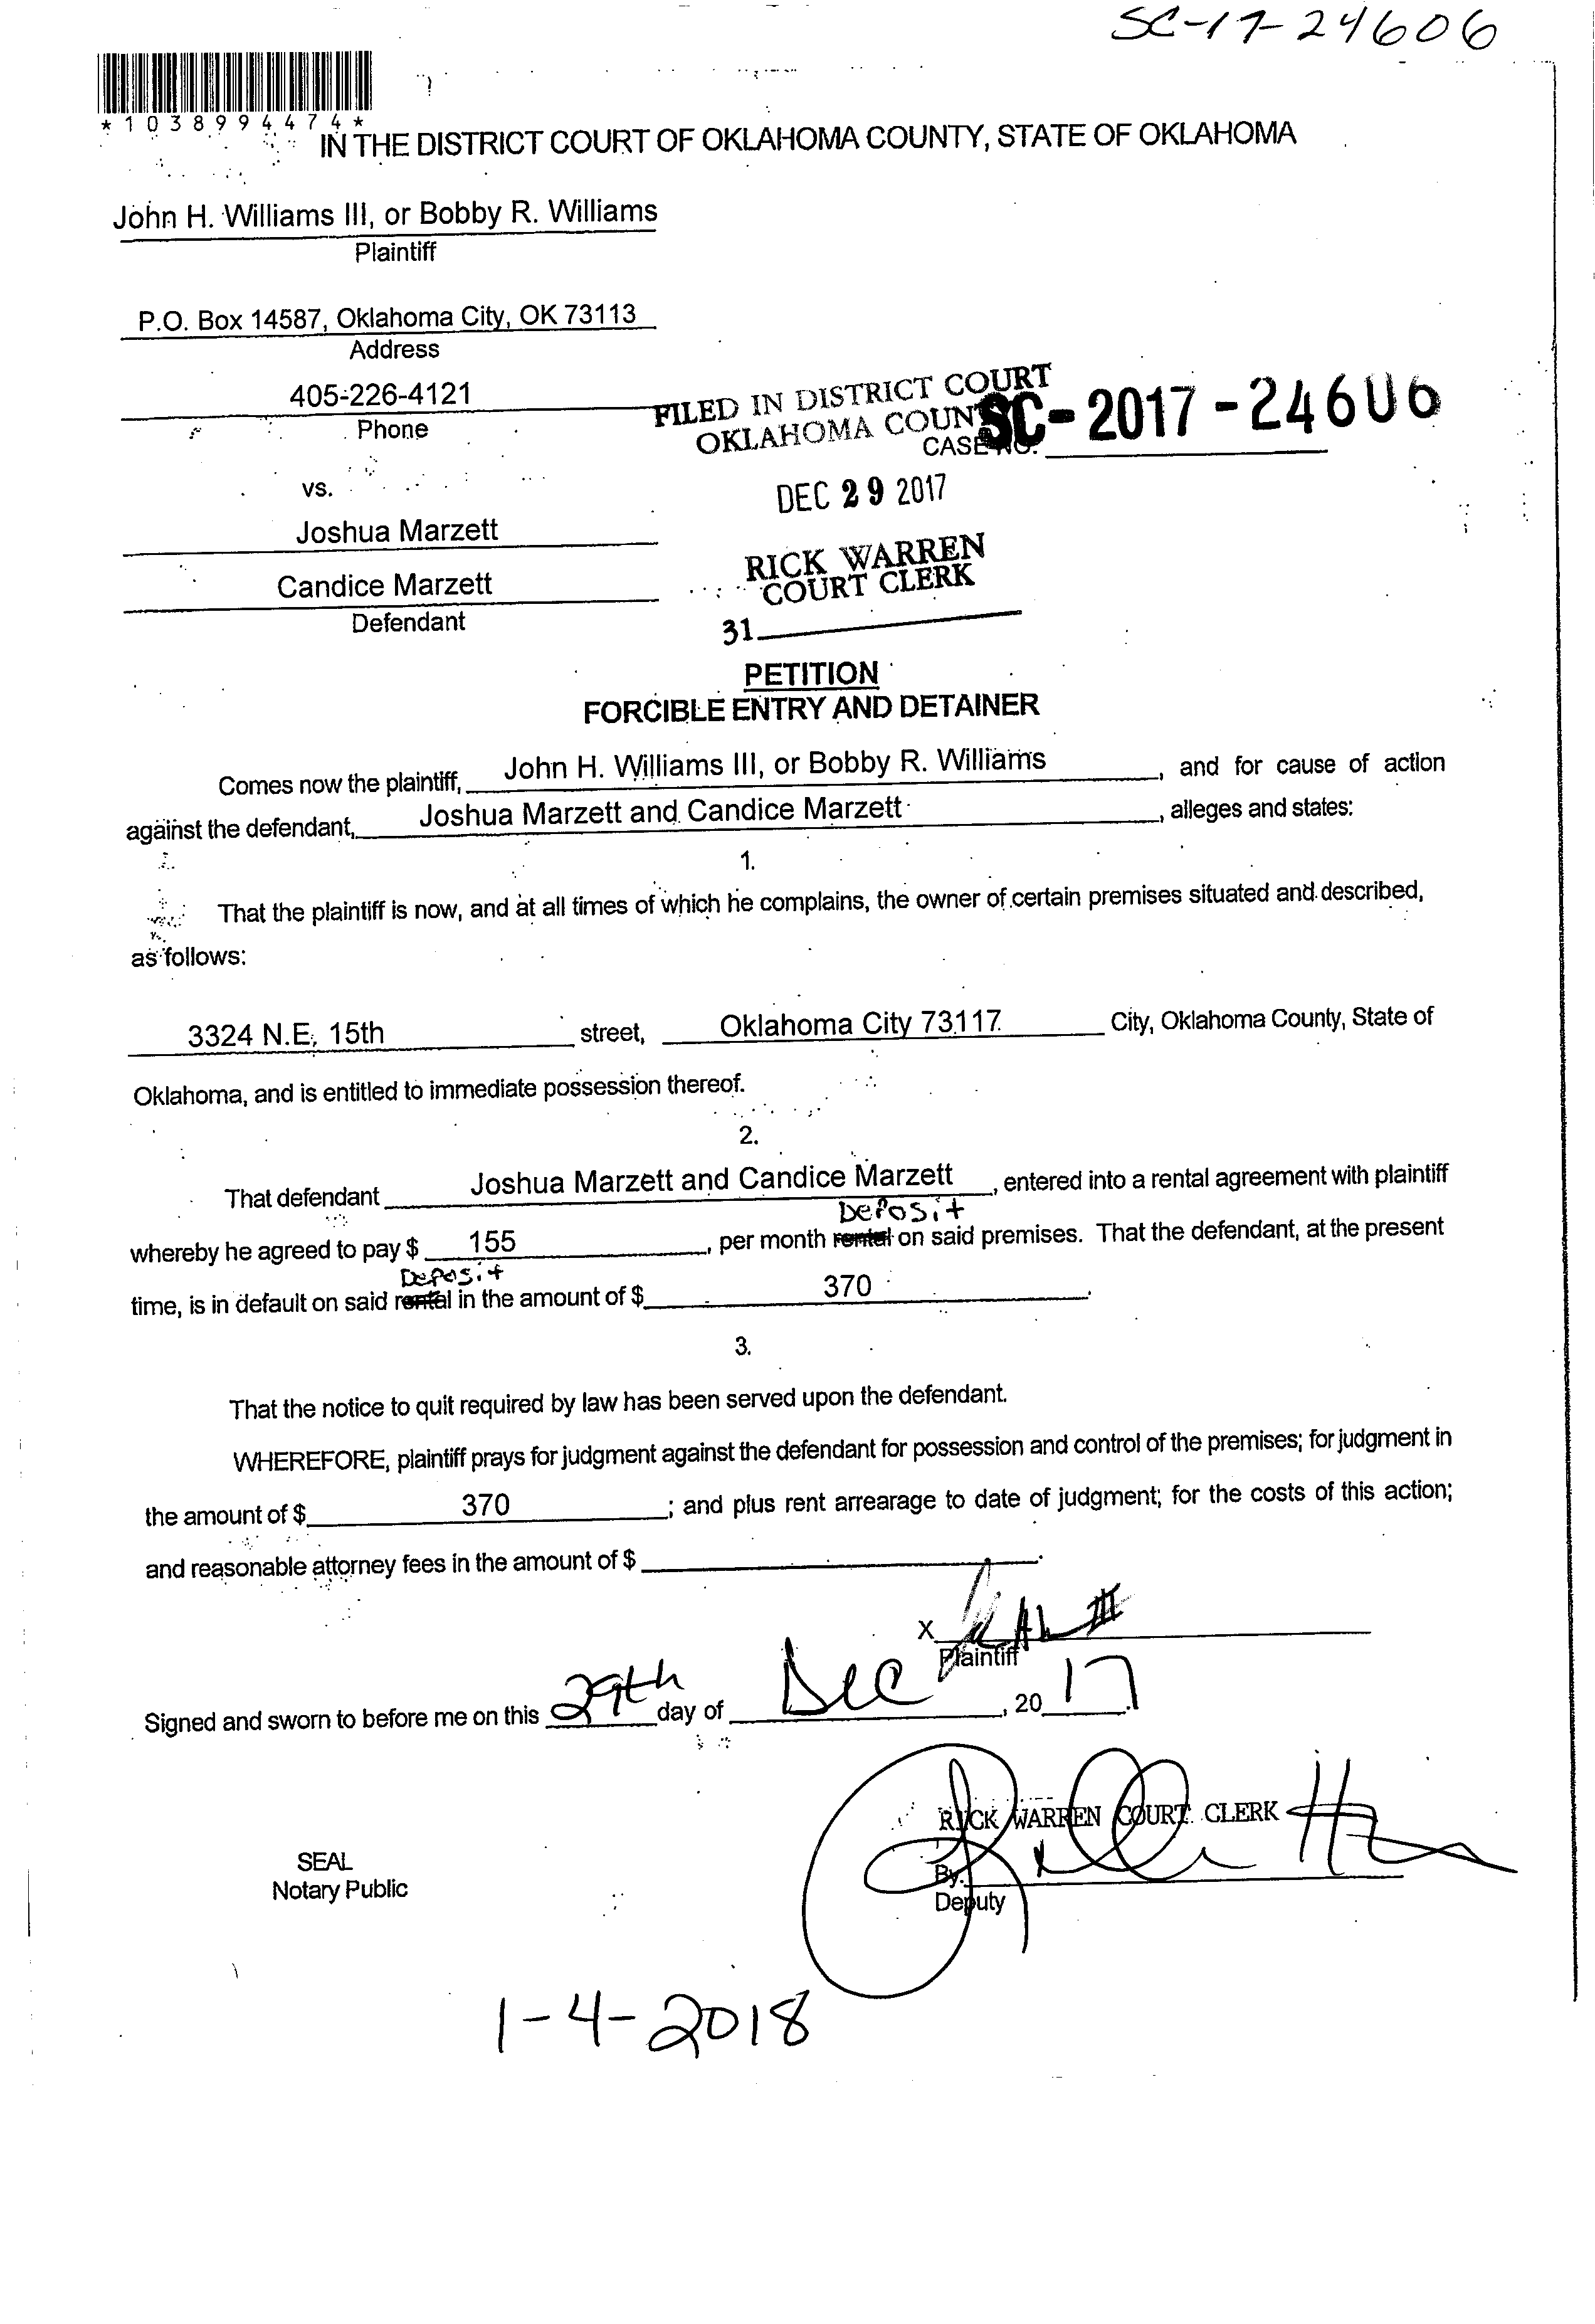 SC-17-24606
*1038994474*
IN THE DISTRICT COURT OF OKLAHOMA COUNTY, STATE OF OKLAHOMA
John H. Williams III, or Bobby R. Williams
Plaintiff
P.O. Box 14587, Oklahoma City, OK 73113
Address
405-226-4121
Phone
FILED IN DISTRICT COURT
OKLAHOMA COUN
CASE NO. SC-2017-24606
DEC 29 2017
RICK WARREN
COURT CLERK
31
vs.
Joshua Marzett
Candice Marzett
Defendant
PETITION
FORCIBLE ENTRY AND DETAINER
Comes now the plaintiff, John H. Williams III, or Bobby R. Williams, and for cause of action
against the defendant, Joshua Marzett and Candice Marzett, alleges and states:
1.
That the plaintiff is now, and at all times of which he complains, the owner of certain premises situated and described,
as follows:
3324 N.E. 15th street, Oklahoma City 73117 City, Oklahoma County, State of
Oklahoma, and is entitled to immediate possession thereof.
2.
That defendant Joshua Marzett and Candice Marzett, entered into a rental agreement with plaintiff
Deposit
whereby he agreed to pay $ 155, per month rental on said premises. That the defendant, at the present
Deposit
time, is in default on said rental in the amount of $ 370.
3.
That the notice to quit required by law has been served upon the defendant.
WHEREFORE, plaintiff prays for judgment against the defendant for possession and control of the premises; for judgment in
the amount of $ 370; and plus rent arrearage to date of judgment; for the costs of this action;
and reasonable attorney fees in the amount of $
X
Plaintiff
Signed and sworn to before me on this 29th day of Dec, 2017.
RICK WARREN COURT CLERK
SEAL
Notary Public
By.
Deputy
1-4-2018